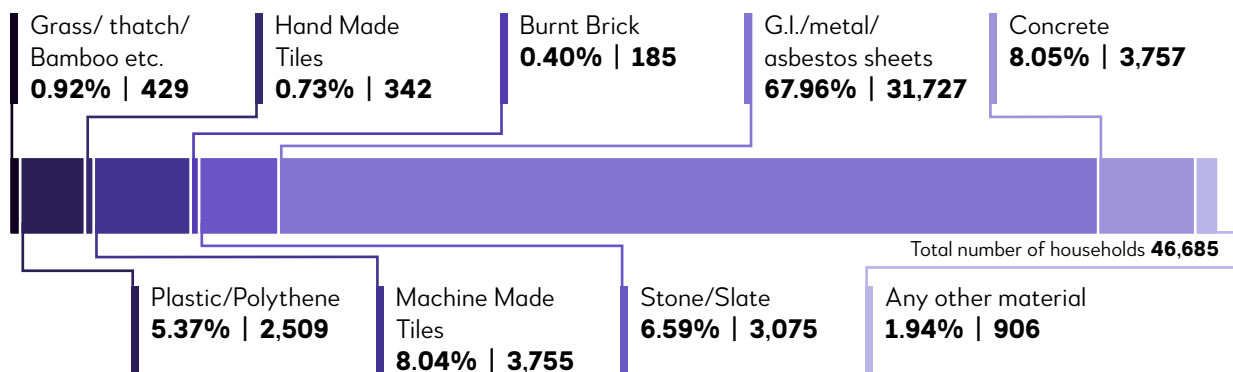 Grass/ thatch/
Bamboo etc.
0.92% | 429
Hand Made
Tiles
0.73% | 342
Burnt Brick
0.40% | 185
G.I./metal/
asbestos sheets
67.96% | 31,727
Concrete
8.05% | 3,757
Total number of households 46,685
Plastic/Polythene
5.37% | 2,509
Machine Made
Tiles
8.04% | 3,755
Stone/Slate
6.59% | 3,075
Any other material
1.94% | 906